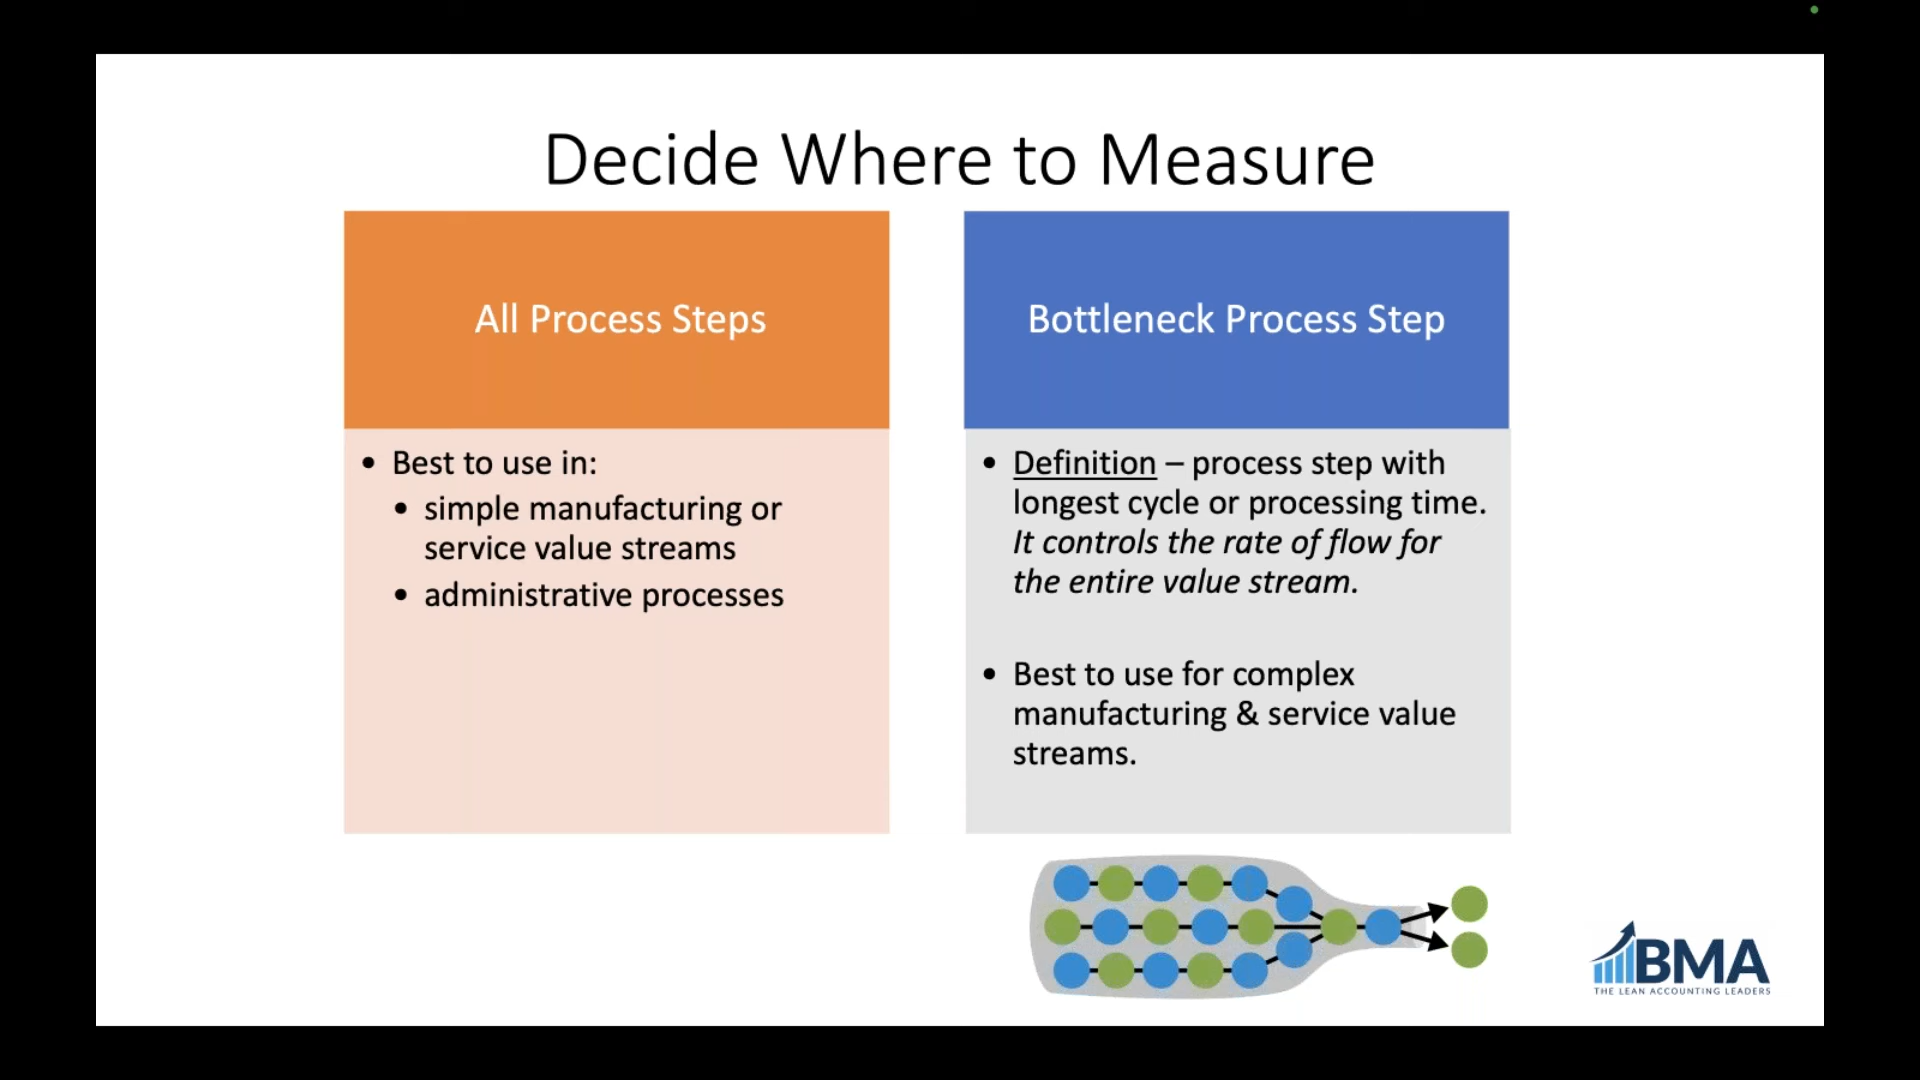 Decide Where to Measure
All Process Steps
• Best to use in:
• simple manufacturing or
service value streams
• administrative processes
Bottleneck Process Step
• Definition – process step with
longest cycle or processing time.
It controls the rate of flow for
the entire value stream.
• Best to use for complex
manufacturing & service value
streams.
BMA
THE LEAN ACCOUNTING LEADERS